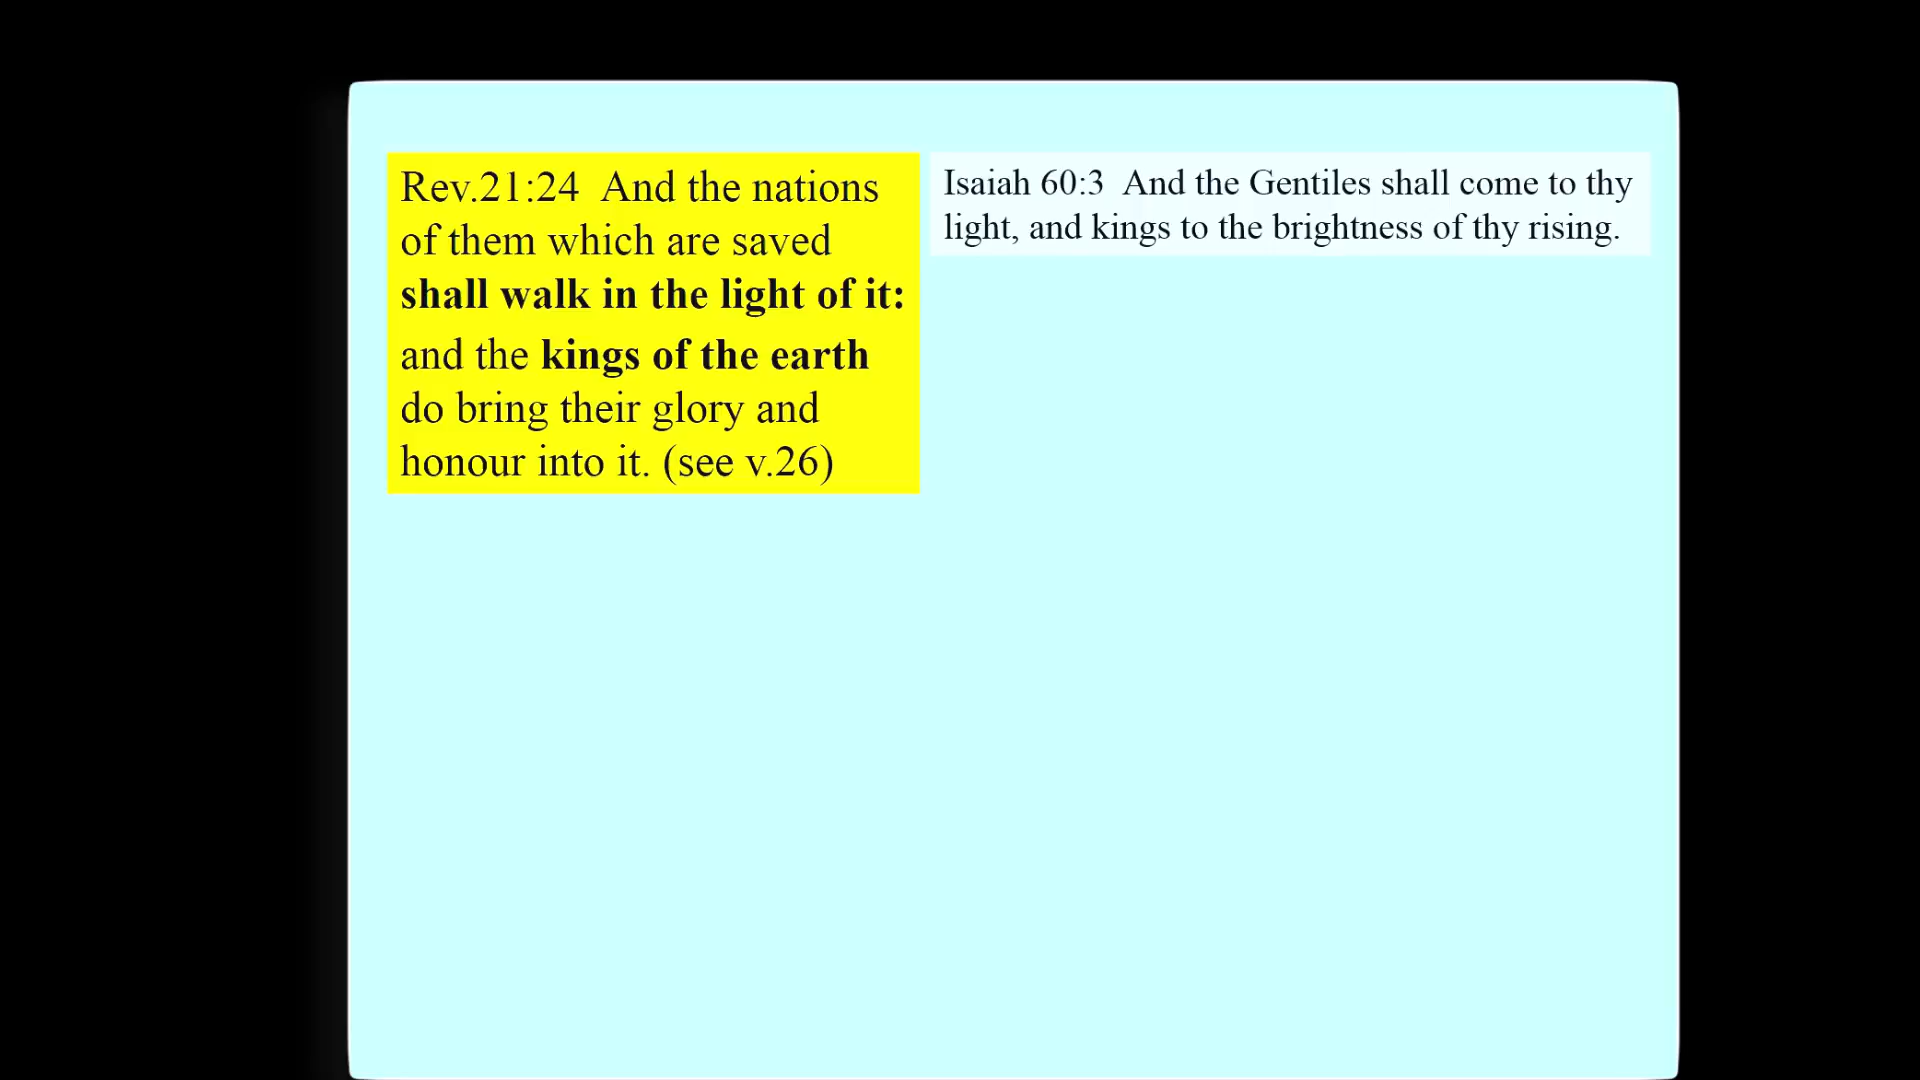 Rev.21:24  And the nations
of them which are saved
shall walk in the light of it:
and the kings of the earth
do bring their glory and
honour into it. (see v.26)
Isaiah 60:3  And the Gentiles shall come to thy
light, and kings to the brightness of thy rising.